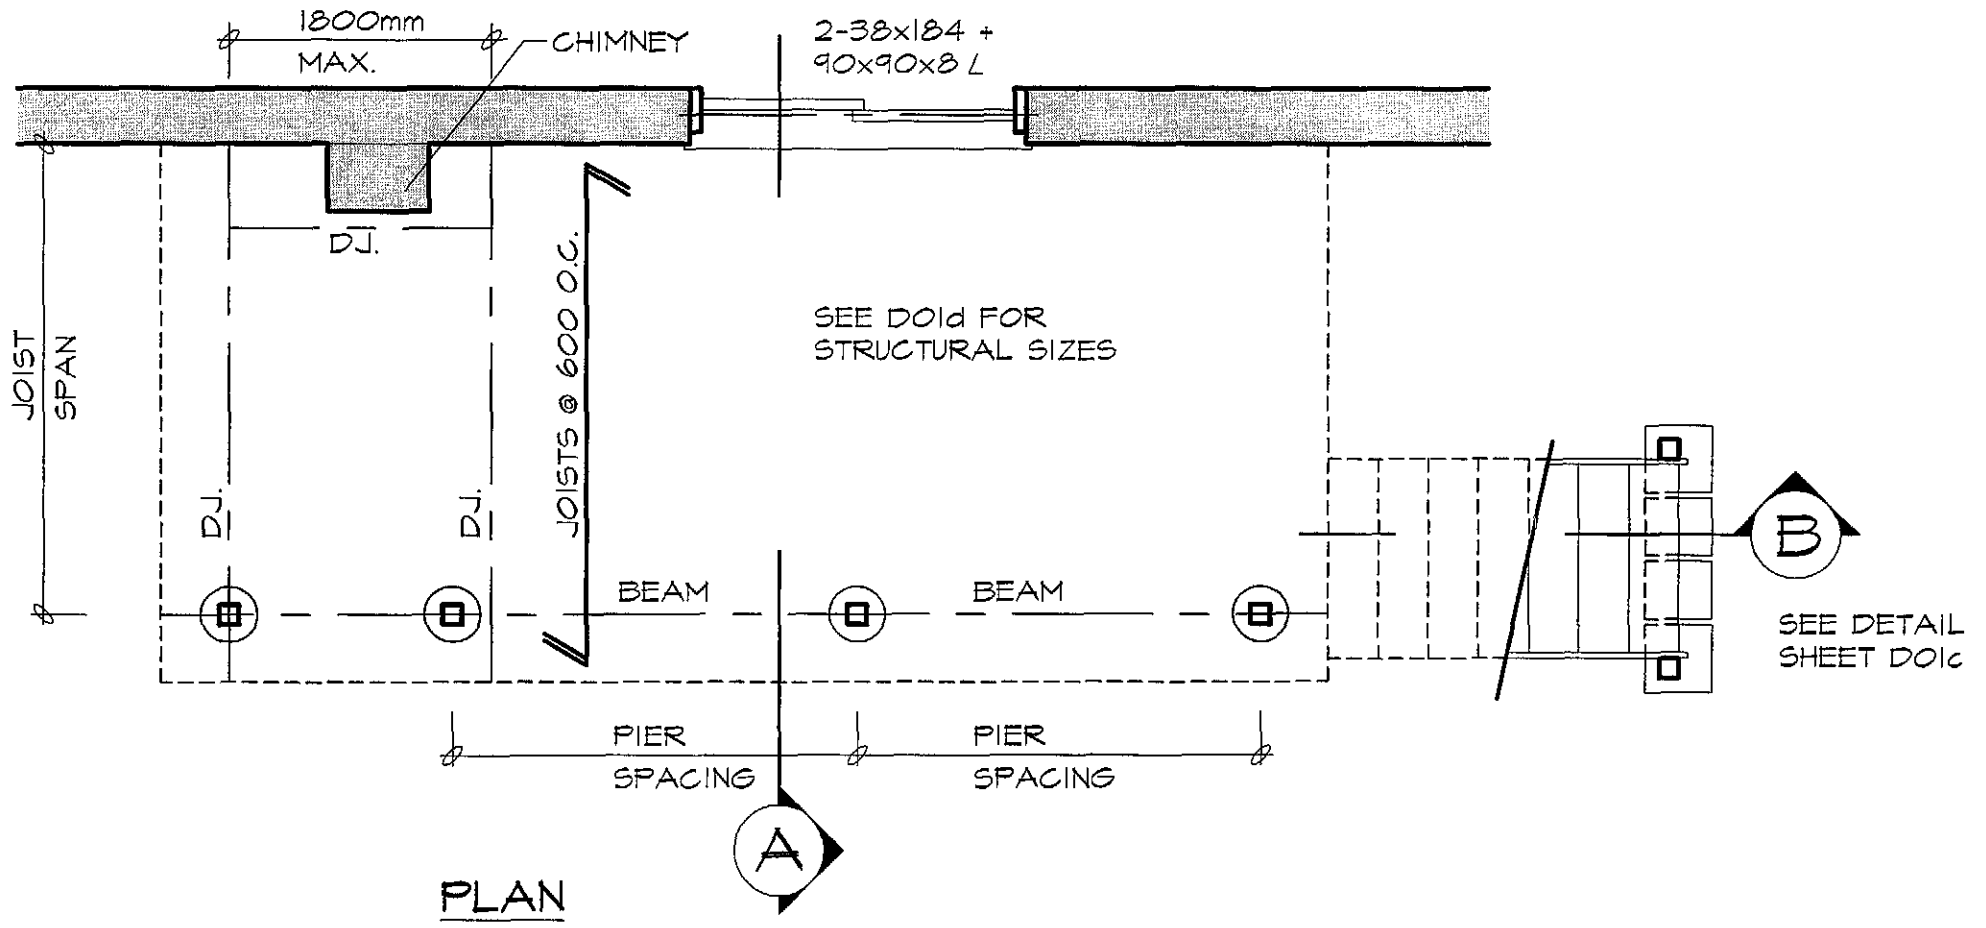 1800mm
MAX.
CHIMNEY
2-38x184 +
90x90x8 L
D.J.
JOIST
SPAN
JOISTS @ 600 O.C.
SEE D01d FOR
STRUCTURAL SIZES
D.J.
D.J.
BEAM
BEAM
B
SEE DETAIL
SHEET D01c
PIER
SPACING
PIER
SPACING
A
PLAN